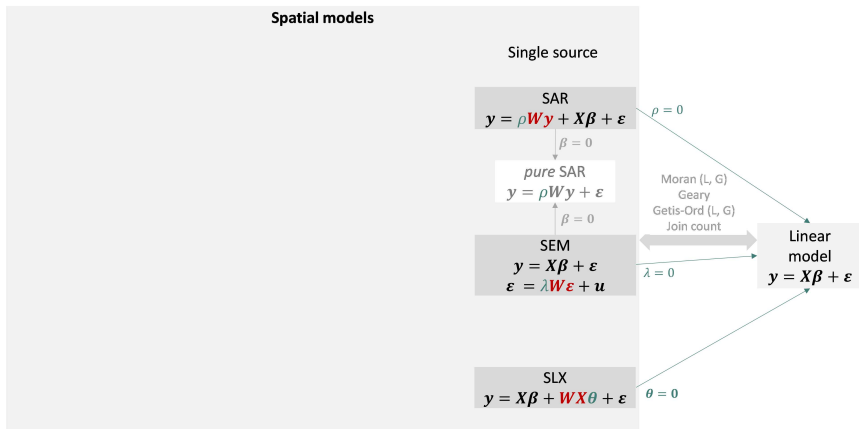 Spatial models
Single source
SAR
y = ρWy + Xβ + ε
ρ = 0
β = 0
pure SAR
y = ρWy + ε
β = 0
Moran (L, G)
Geary
Getis-Ord (L, G)
Join count
SEM
y = Xβ + ε
ε = λWε + u
λ = 0
Linear
model
y = Xβ + ε
SLX
y = Xβ + WXθ + ε
θ = 0